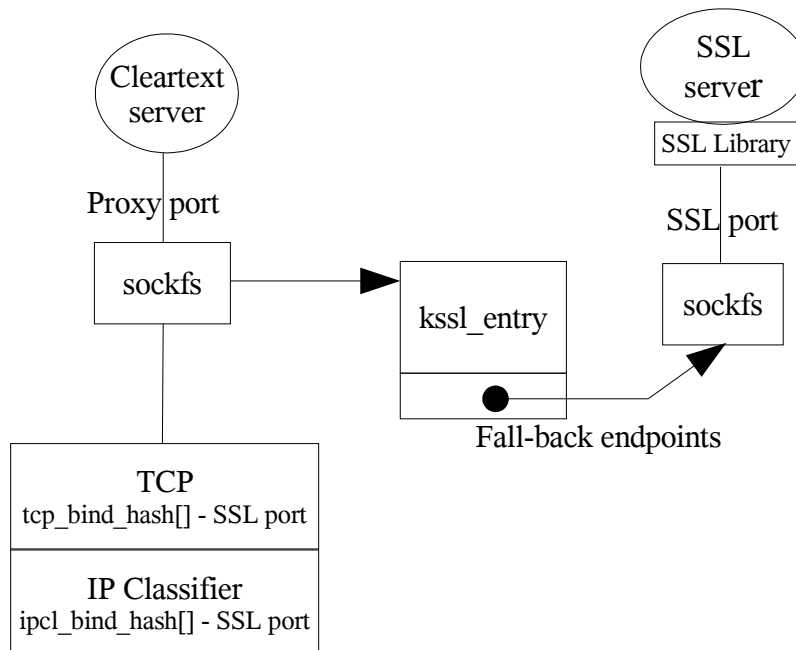 Cleartext
server
SSL
server
SSL Library
Proxy port
SSL port
sockfs
kssl_entry
sockfs
Fall-back endpoints
TCP
tcp_bind_hash[] - SSL port
IP Classifier
ipcl_bind_hash[] - SSL port